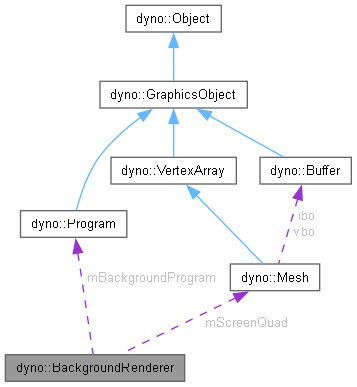 dyno::Object
dyno::GraphicsObject
dyno::VertexArray
dyno::Buffer
dyno::Program
ibo
vbo
mBackgroundProgram
dyno::Mesh
mScreenQuad
dyno::BackgroundRenderer